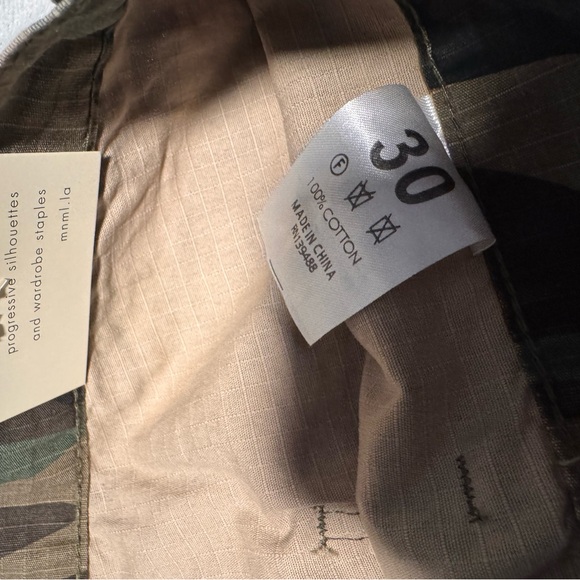 progressive silhouettes
and wardrobe staples
mnml.la
30
F
100% COTTON
MADE IN CHINA
RN139488